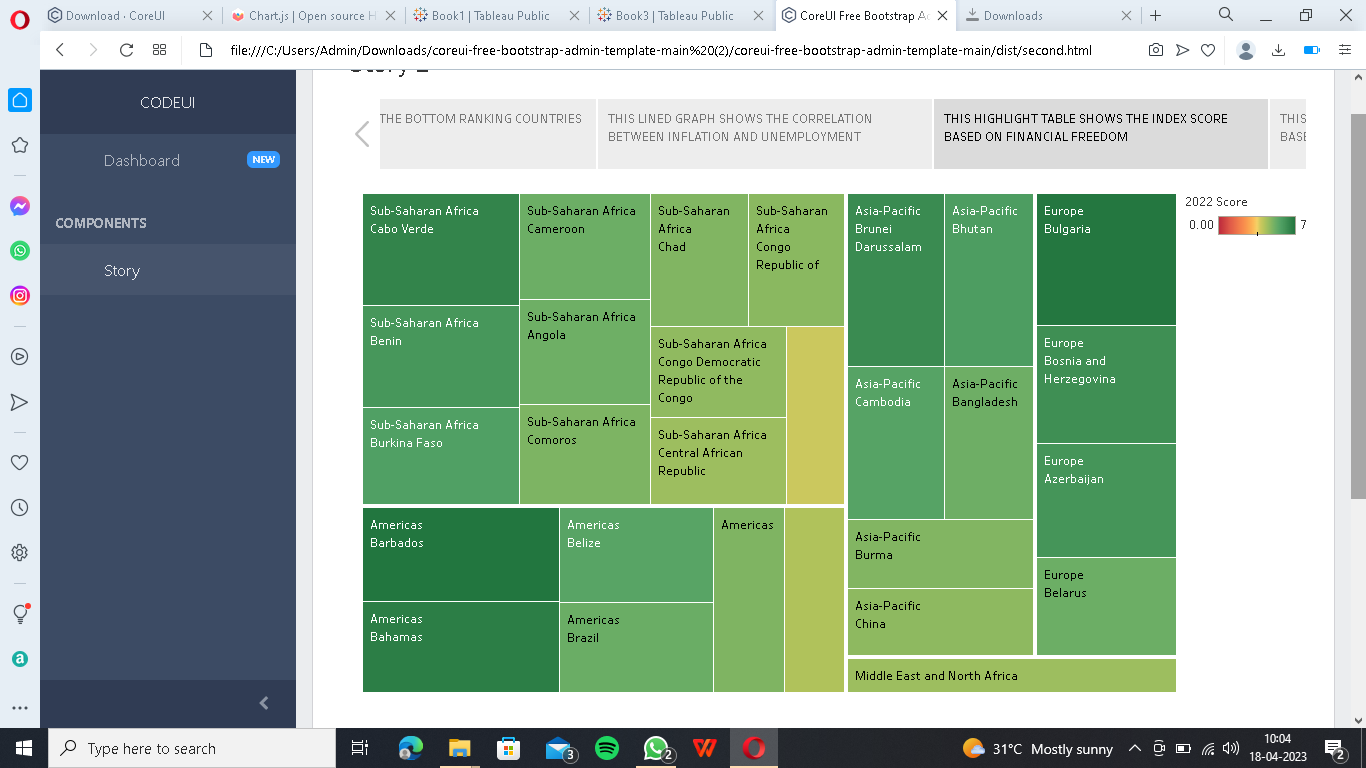 Download · CoreUI
Chart.js | Open source H
Book1 | Tableau Public
Book3 | Tableau Public
CoreUI Free Bootstrap Ad
Downloads
file:///C:/Users/Admin/Downloads/coreui-free-bootstrap-admin-template-main%20(2)/coreui-free-bootstrap-admin-template-main/dist/second.html
CODEUI
Dashboard
NEW
COMPONENTS
Story
THE BOTTOM RANKING COUNTRIES
THIS LINED GRAPH SHOWS THE CORRELATION
BETWEEN INFLATION AND UNEMPLOYMENT
THIS HIGHLIGHT TABLE SHOWS THE INDEX SCORE
BASED ON FINANCIAL FREEDOM
THIS
BASE
Sub-Saharan Africa
Cabo Verde
Sub-Saharan Africa
Benin
Sub-Saharan Africa
Burkina Faso
Sub-Saharan Africa
Cameroon
Sub-Saharan Africa
Angola
Sub-Saharan Africa
Comoros
Sub-Saharan
Africa
Chad
Sub-Saharan
Africa
Congo
Republic of
Sub-Saharan Africa
Congo Democratic
Republic of the
Congo
Sub-Saharan Africa
Central African
Republic
Americas
Barbados
Americas
Bahamas
Americas
Belize
Americas
Brazil
Americas
Asia-Pacific
Brunei
Darussalam
Asia-Pacific
Bhutan
Asia-Pacific
Cambodia
Asia-Pacific
Bangladesh
Asia-Pacific
Burma
Asia-Pacific
China
Europe
Bulgaria
Europe
Bosnia and
Herzegovina
Europe
Azerbaijan
Europe
Belarus
Middle East and North Africa
2022 Score
0.00
7
Type here to search
3
2
31°C Mostly sunny
10:04
18-04-2023
2